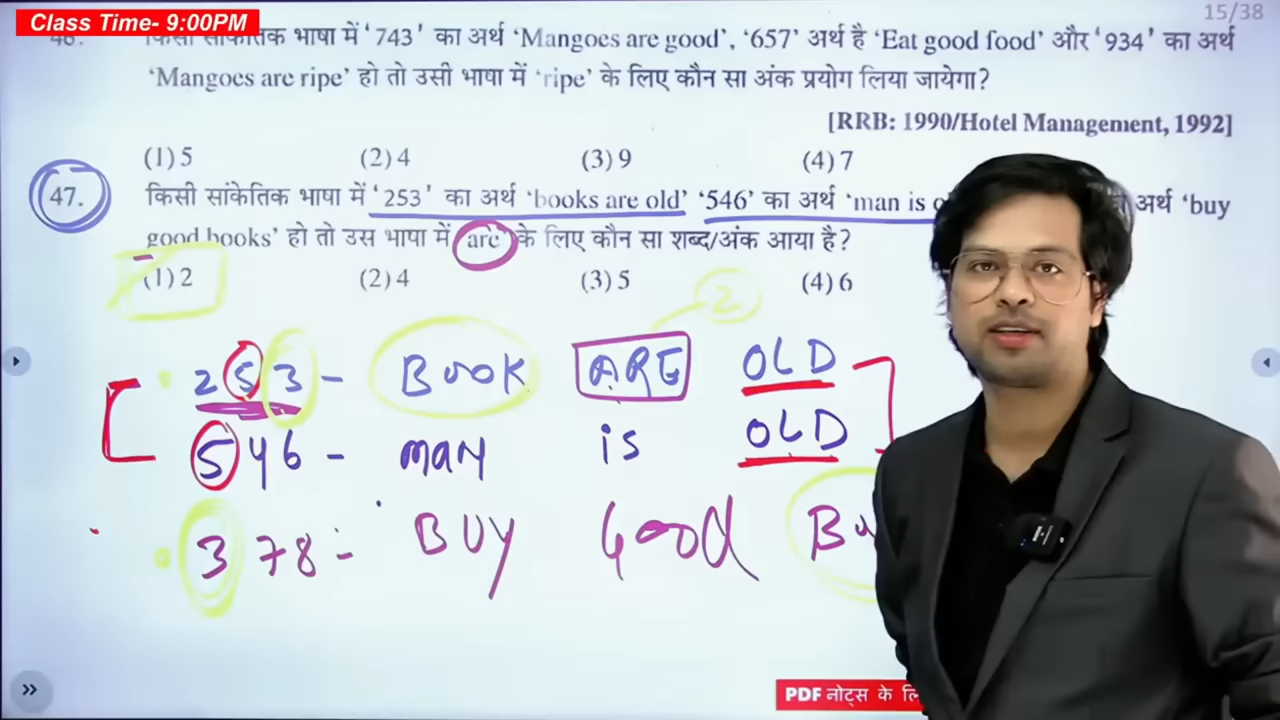 Class Time- 9:00PM
15/38
में '743' का अर्थ 'Mangoes are good', '657' अर्थ है 'Eat good food' और '934' का अर्थ
'Mangoes are ripe' हो तो उसी भाषा में 'ripe' के लिए कौन सा अंक प्रयोग लिया जायेगा?
[RRB: 1990/Hotel Management, 1992]
(1) 5 (2) 4 (3) 9 (4) 7
47. किसी सांकेतिक भाषा में '253' का अर्थ 'books are old' '546' का अर्थ 'man is अर्थ 'buy
good books' हो तो उस भाषा में 'are' के लिए कौन सा शब्द/अंक आया है?
(1) 2 (2) 4 (3) 5 (4) 6
2
253 - BOOK ARE OLD
546 - MAN is OLD
378 - BUY Good
PDF नोट्स के